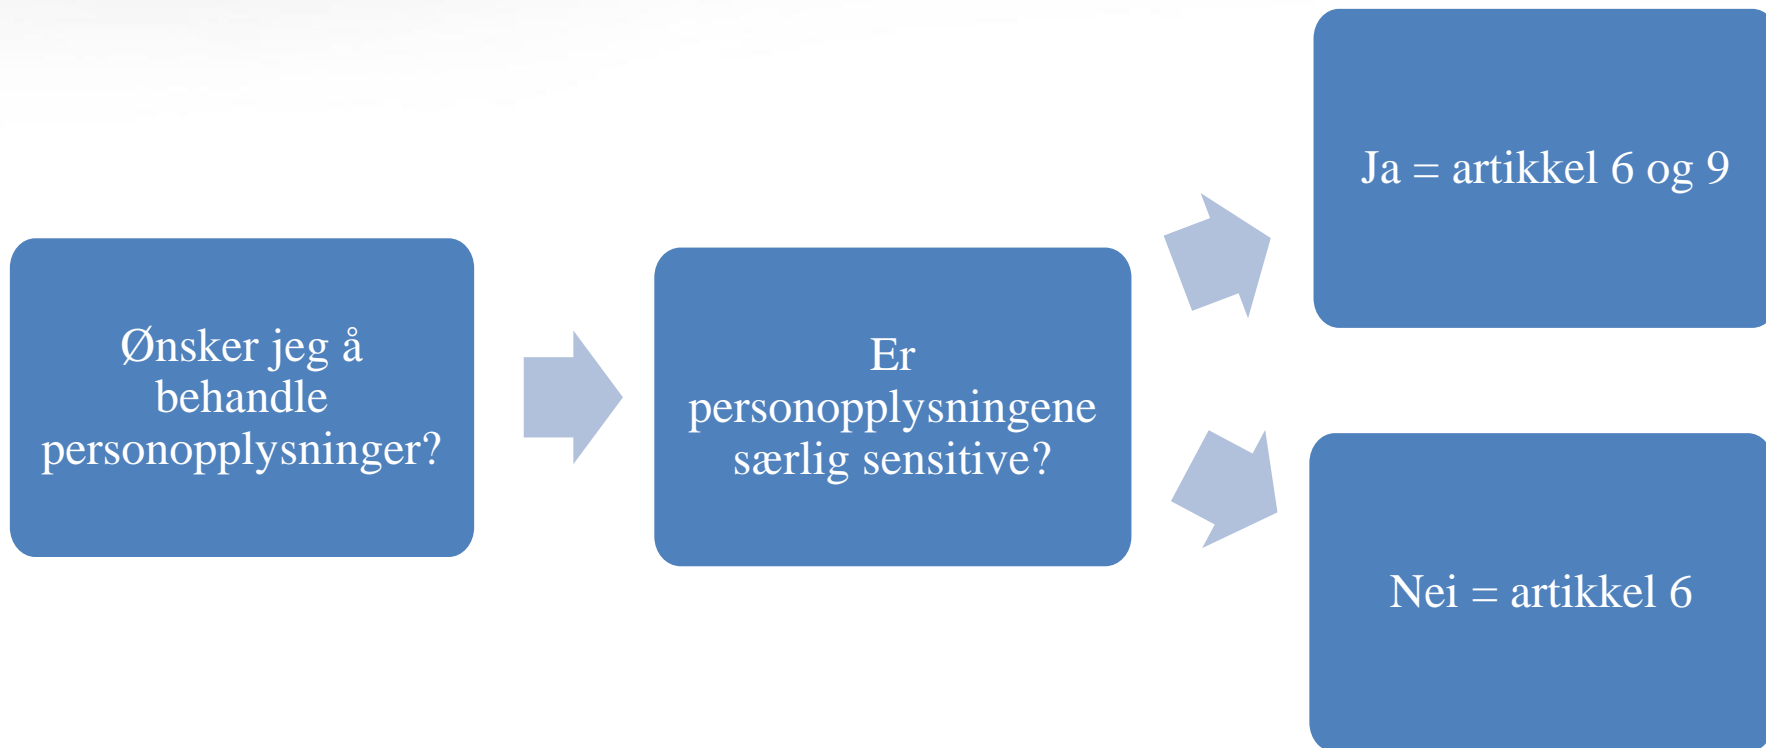 Ønsker jeg å
behandle
personopplysninger?
Er
personopplysningene
særlig sensitive?
Ja = artikkel 6 og 9
Nei = artikkel 6